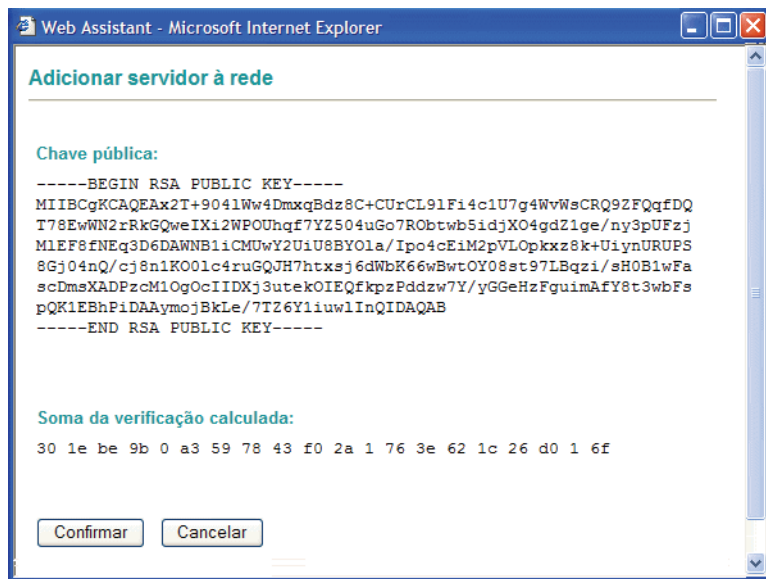 Web Assistant - Microsoft Internet Explorer
Adicionar servidor à rede
Chave pública:
-----BEGIN RSA PUBLIC KEY-----
MIIBCgKCAQEAx2T+904lWw4DmxqBdz8C+CUrCL9lFi4c1U7g4WvWsCRQ9ZFQqfDQ
T78EwWN2rRkGQweIXi2WPOUhqf7YZ504uGo7RObtwb5idjXO4gdZ1ge/ny3pUFzj
MlEF8fNEq3D6DAWNB1iCMUwY2UiU8BYOla/Ipo4cEiM2pVLOpkxz8k+UiynURUPS
8Gj04nQ/cj8n1KO0lc4ruGQJH7htxsj6dWbK66wBwtOY08st97LBqzi/sH0B1wFa
scDmsXADPzcM1OgOcIIDXj3utekOIEQfkpzPddzw7Y/yGGeHzFguimAfY8t3wbFs
pQK1EBhPiDAAymojBkLe/7TZ6Y1iuwlInQIDAQAB
-----END RSA PUBLIC KEY-----
Soma da verificação calculada:
30 1e be 9b 0 a3 59 78 43 f0 2a 1 76 3e 62 1c 26 d0 1 6f
Confirmar Cancelar